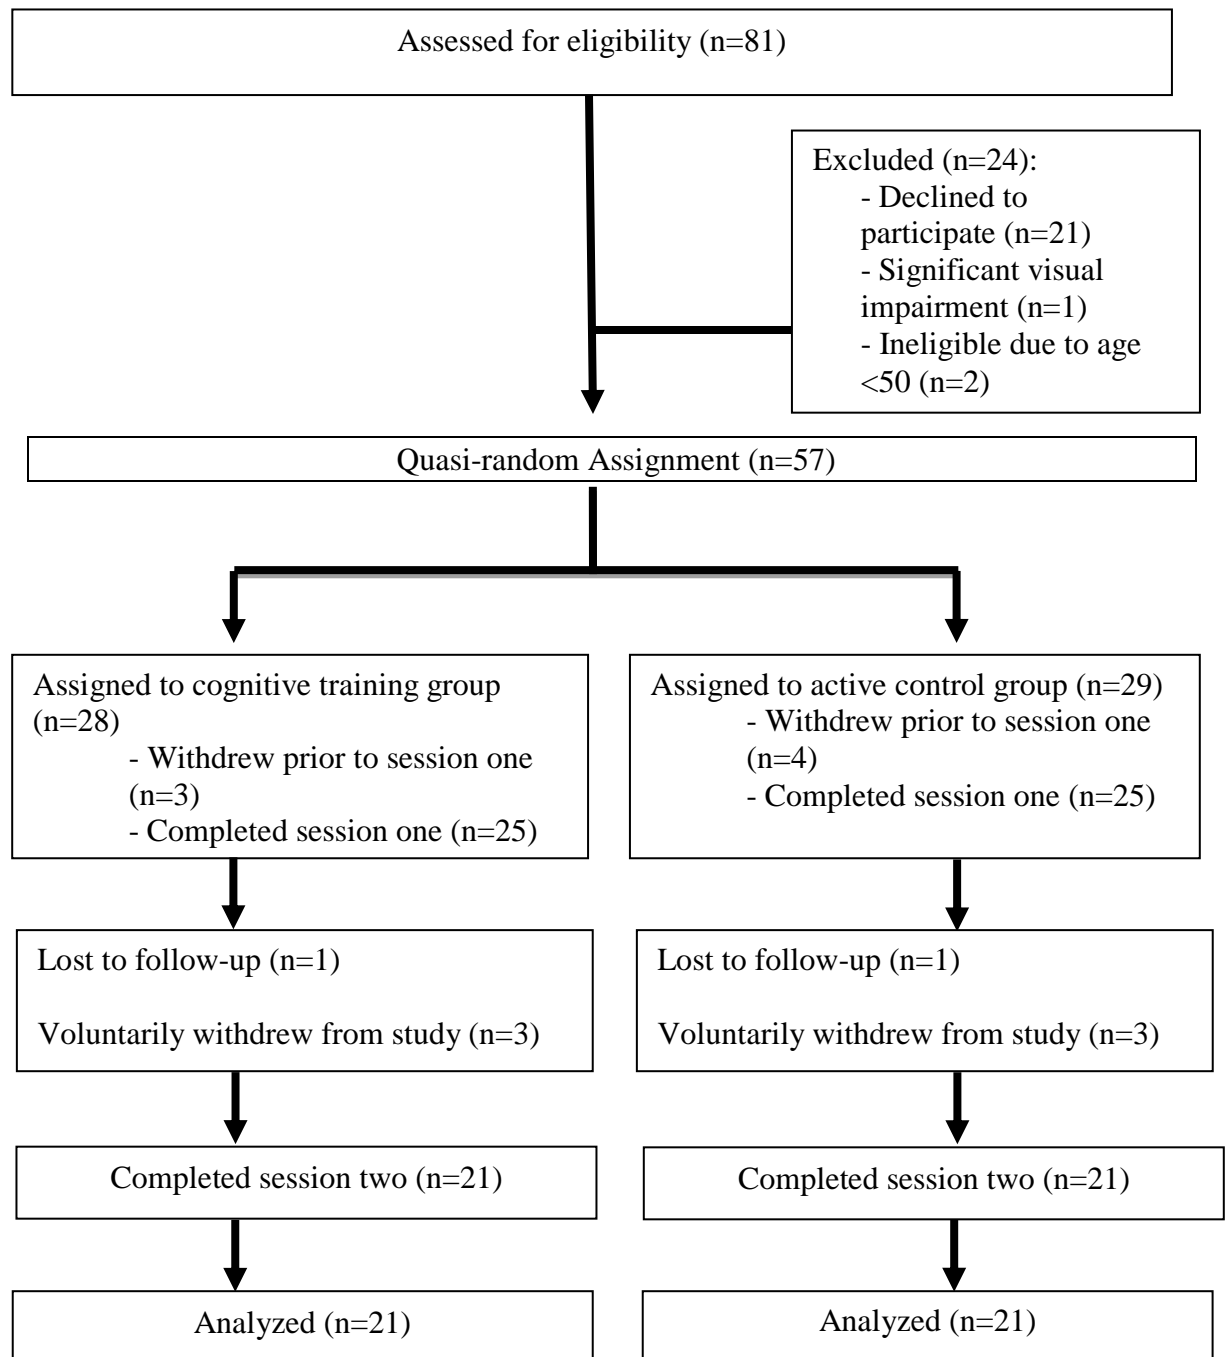 Assessed for eligibility (n=81)
Excluded (n=24):
- Declined to
participate (n=21)
- Significant visual
impairment (n=1)
- Ineligible due to age
<50 (n=2)
Quasi-random Assignment (n=57)
Assigned to cognitive training group
(n=28)
- Withdrew prior to session one
(n=3)
- Completed session one (n=25)
Assigned to active control group (n=29)
- Withdrew prior to session one
(n=4)
- Completed session one (n=25)
Lost to follow-up (n=1)
Voluntarily withdrew from study (n=3)
Lost to follow-up (n=1)
Voluntarily withdrew from study (n=3)
Completed session two (n=21)
Completed session two (n=21)
Analyzed (n=21)
Analyzed (n=21)